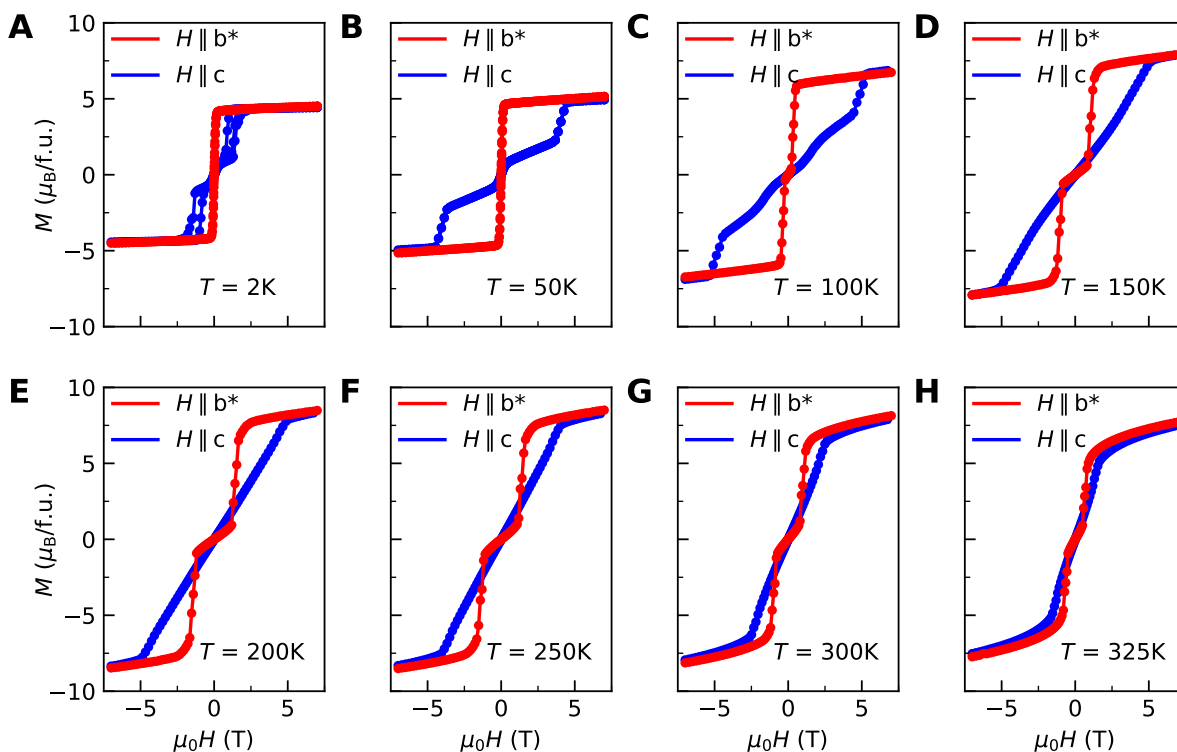 A
B
C
D
10
5
0
−5
−10
M (μB/f.u.)
H ∥ b*
H ∥ c
T = 2K
H ∥ b*
H ∥ c
T = 50K
H ∥ b*
H ∥ c
T = 100K
H ∥ b*
H ∥ c
T = 150K
E
F
G
H
10
5
0
−5
−10
M (μB/f.u.)
H ∥ b*
H ∥ c
T = 200K
H ∥ b*
H ∥ c
T = 250K
H ∥ b*
H ∥ c
T = 300K
H ∥ b*
H ∥ c
T = 325K
−5 0 5
−5 0 5
−5 0 5
−5 0 5
μ0H (T)
μ0H (T)
μ0H (T)
μ0H (T)